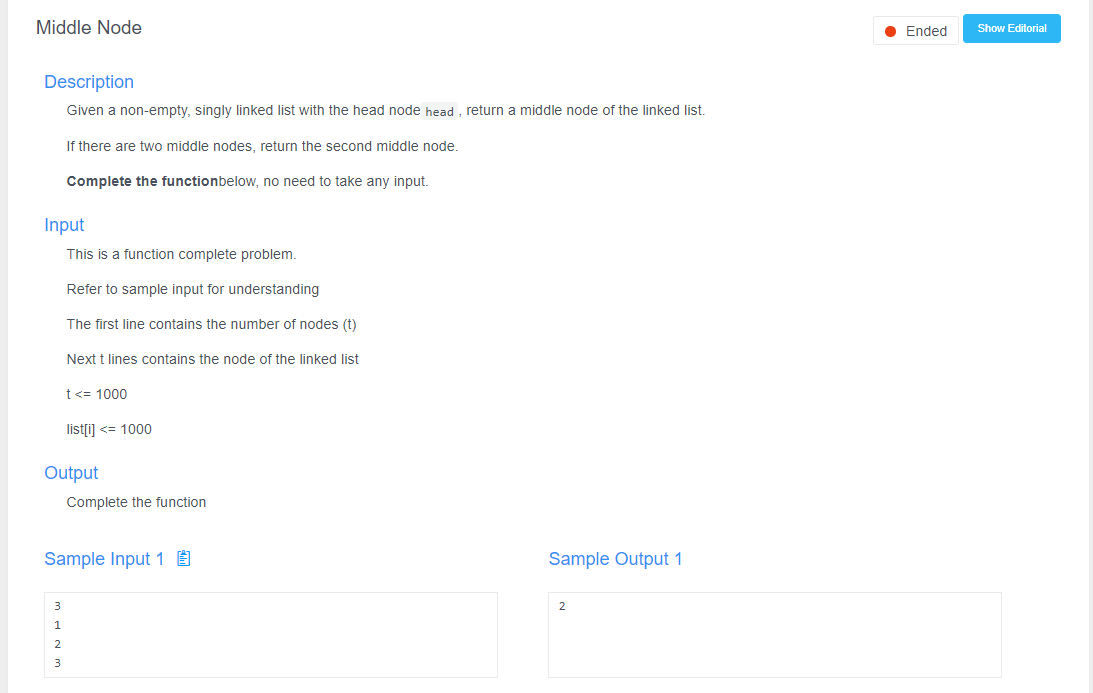 Middle Node
Ended
Show Editorial
Description
Given a non-empty, singly linked list with the head node head , return a middle node of the linked list.
If there are two middle nodes, return the second middle node.
Complete the functionbelow, no need to take any input.
Input
This is a function complete problem.
Refer to sample input for understanding
The first line contains the number of nodes (t)
Next t lines contains the node of the linked list
t <= 1000
list[i] <= 1000
Output
Complete the function
Sample Input 1
3
1
2
3
Sample Output 1
2